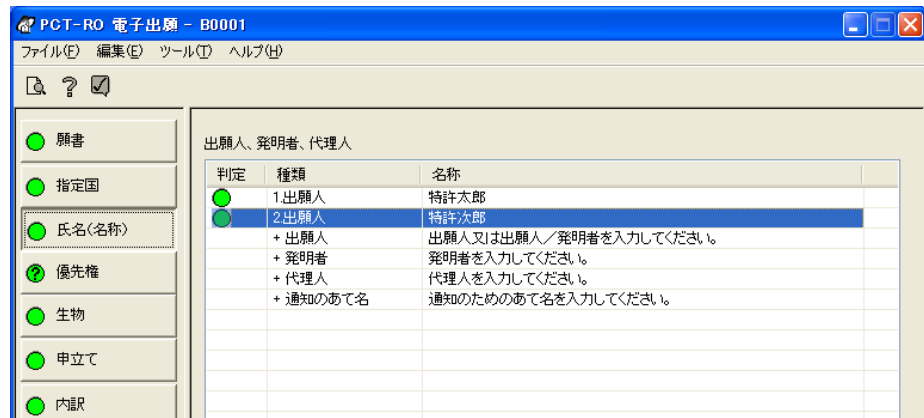 PCT-RO 電子出願 - B0001
ファイル(F) 編集(E) ツール(T) ヘルプ(H)
願書
指定国
氏名(名称)
優先権
生物
申立て
内訳
出願人、発明者、代理人
判定 種類 名称
1.出願人 特許太郎
2.出願人 特許次郎
+ 出願人 出願人又は出願人／発明者を入力してください。
+ 発明者 発明者を入力してください。
+ 代理人 代理人を入力してください。
+ 通知のあて名 通知のためのあて名を入力してください。